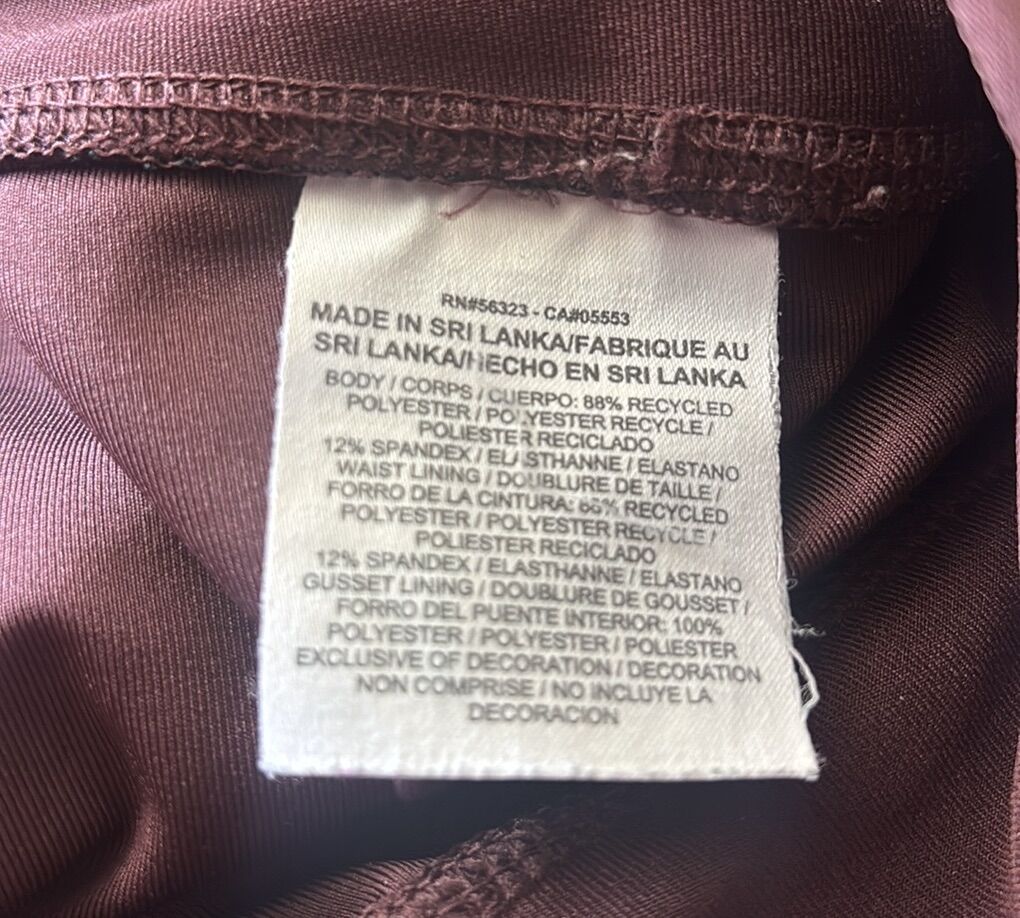 RN#56323 - CA#05553
MADE IN SRI LANKA/FABRIQUE AU
SRI LANKA/HECHO EN SRI LANKA
BODY / CORPS / CUERPO: 88% RECYCLED
POLYESTER / POLYESTER RECYCLE /
POLIESTER RECICLADO
12% SPANDEX / ELASTHANNE / ELASTANO
WAIST LINING / DOUBLURE DE TAILLE /
FORRO DE LA CINTURA: 88% RECYCLED
POLYESTER / POLYESTER RECYCLE /
POLIESTER RECICLADO
12% SPANDEX / ELASTHANNE / ELASTANO
GUSSET LINING / DOUBLURE DE GOUSSET /
FORRO DEL PUENTE INTERIOR: 100%
POLYESTER / POLYESTER / POLIESTER
EXCLUSIVE OF DECORATION / DECORATION
NON COMPRISE / NO INCLUYE LA
DECORACION